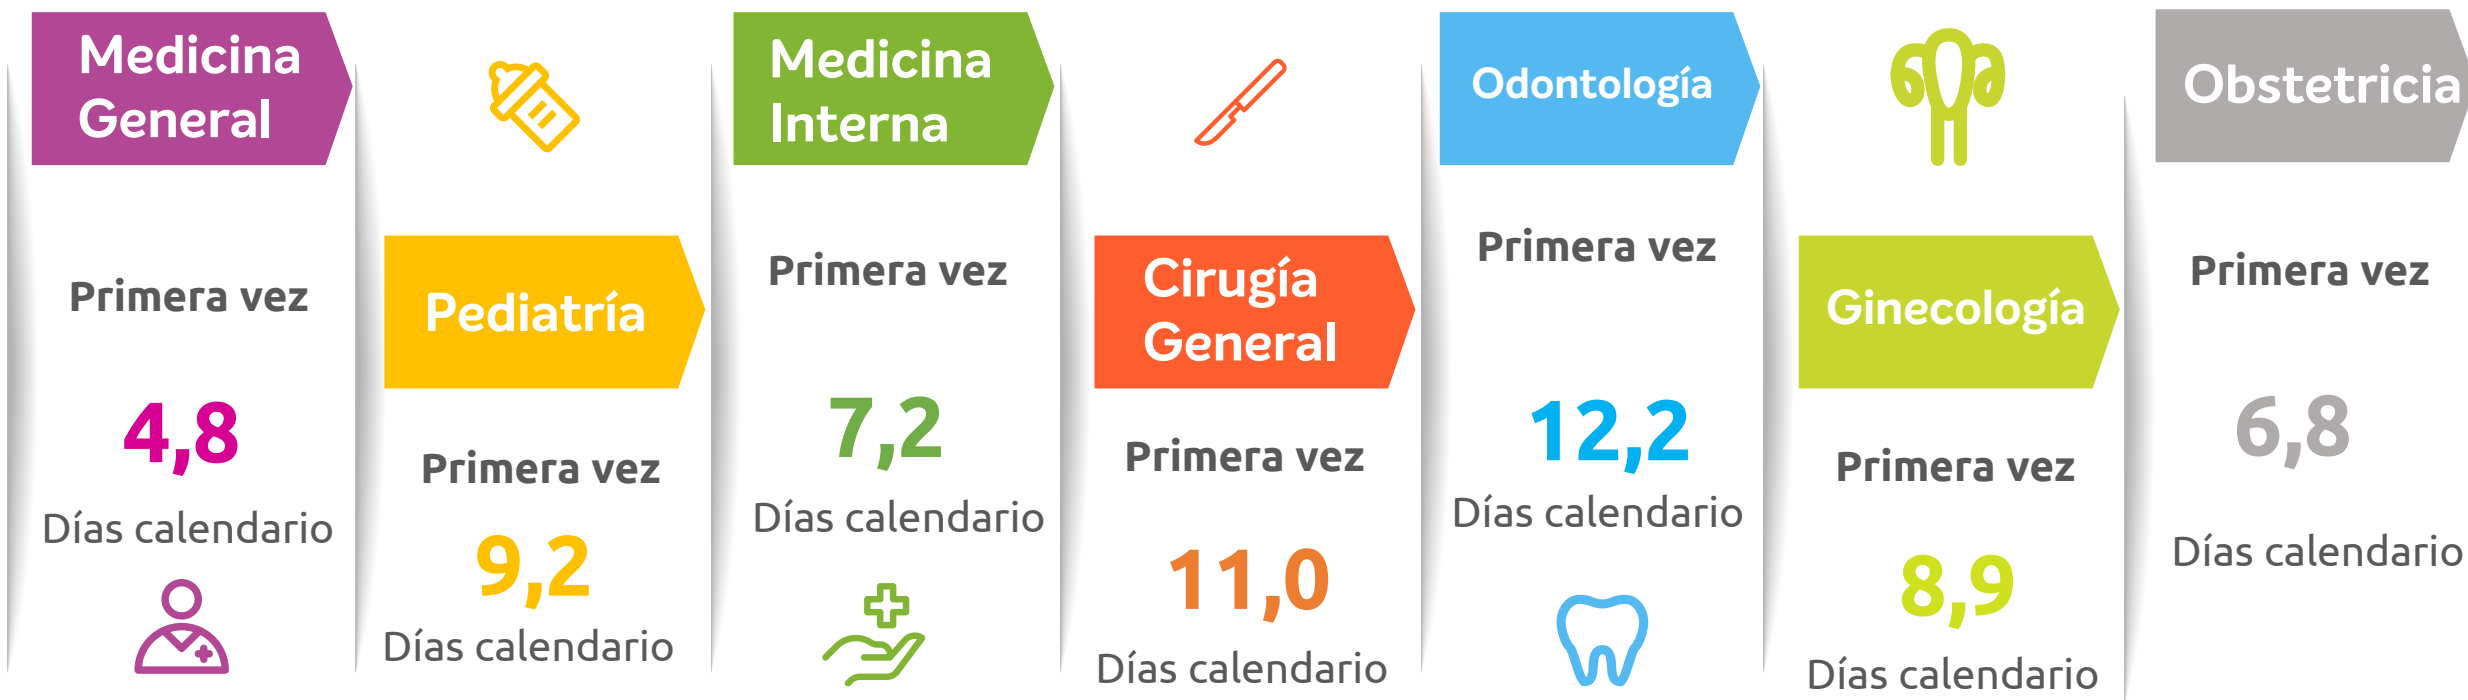 Medicina
General
Primera vez
4,8
Días calendario
Pediatría
Primera vez
9,2
Días calendario
Medicina
Interna
Primera vez
7,2
Días calendario
Cirugía
General
Primera vez
11,0
Días calendario
Odontología
Primera vez
12,2
Días calendario
Ginecología
Primera vez
8,9
Días calendario
Obstetricia
Primera vez
6,8
Días calendario